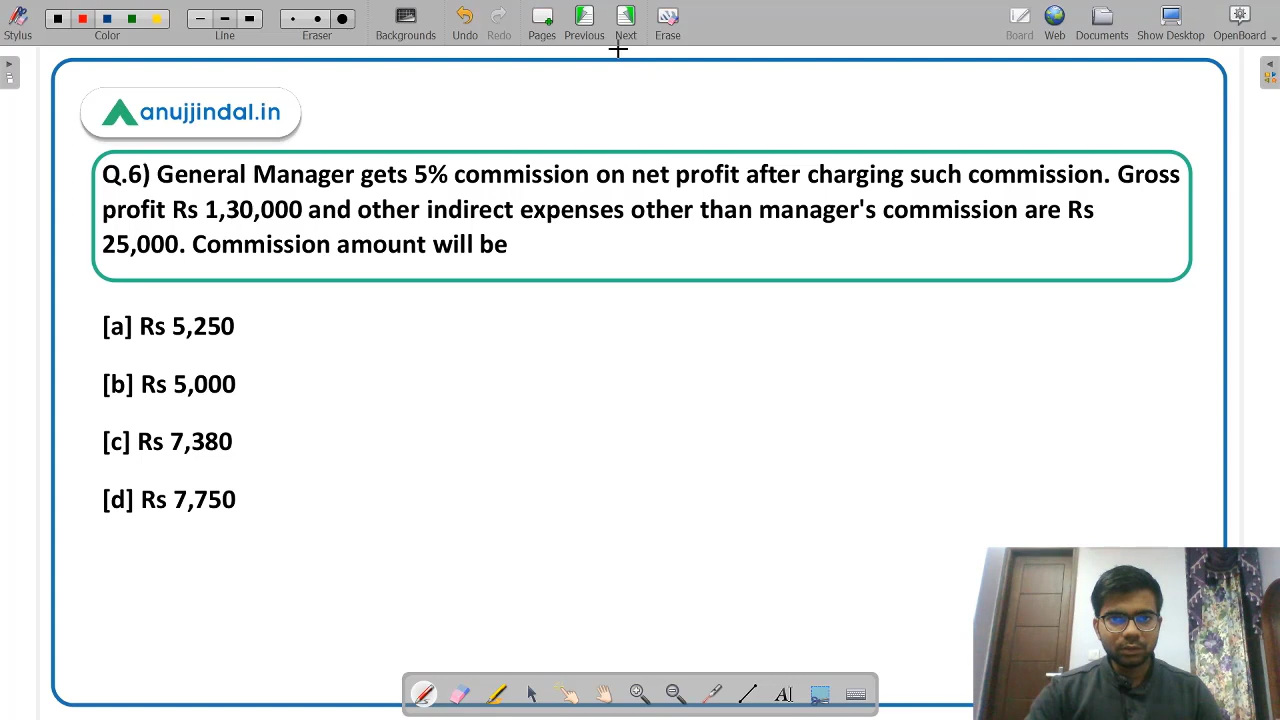 Stylus
Color
Line
Eraser
Backgrounds
Undo
Redo
Pages
Previous
Next
Erase
Board
Web
Documents
Show Desktop
OpenBoard
anujjindal.in
Q.6) General Manager gets 5% commission on net profit after charging such commission. Gross
profit Rs 1,30,000 and other indirect expenses other than manager's commission are Rs
25,000. Commission amount will be
[a] Rs 5,250
[b] Rs 5,000
[c] Rs 7,380
[d] Rs 7,750